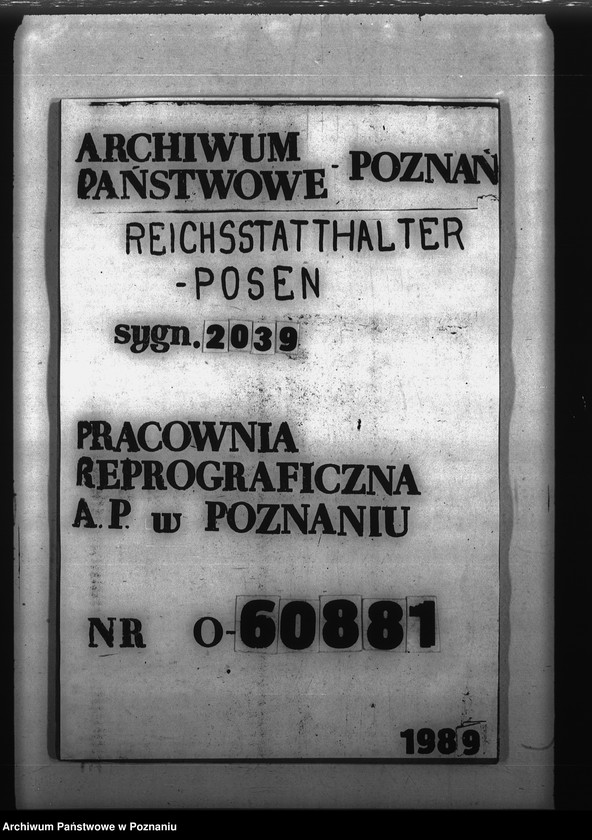 ARCHIWUM
PAŃSTWOWE - POZNAŃ
REICHSSTATTHALTER
-POSEN
sygn. 2039
PRACOWNIA
REPROGRAFICZNA
A.P. w POZNANIU
NR O-60881
1989
Archiwum Państwowe w Poznaniu